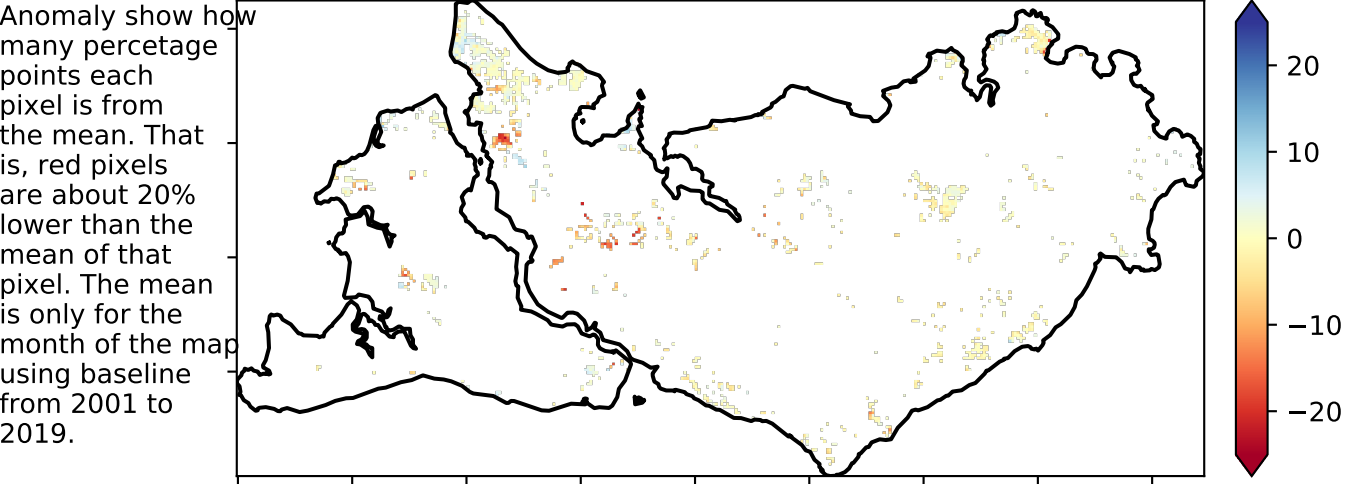 Anomaly show how
many percetage
points each
pixel is from
the mean. That
is, red pixels
are about 20%
lower than the
mean of that
pixel. The mean
is only for the
month of the map
using baseline
from 2001 to
2019.
20
10
0
−10
−20